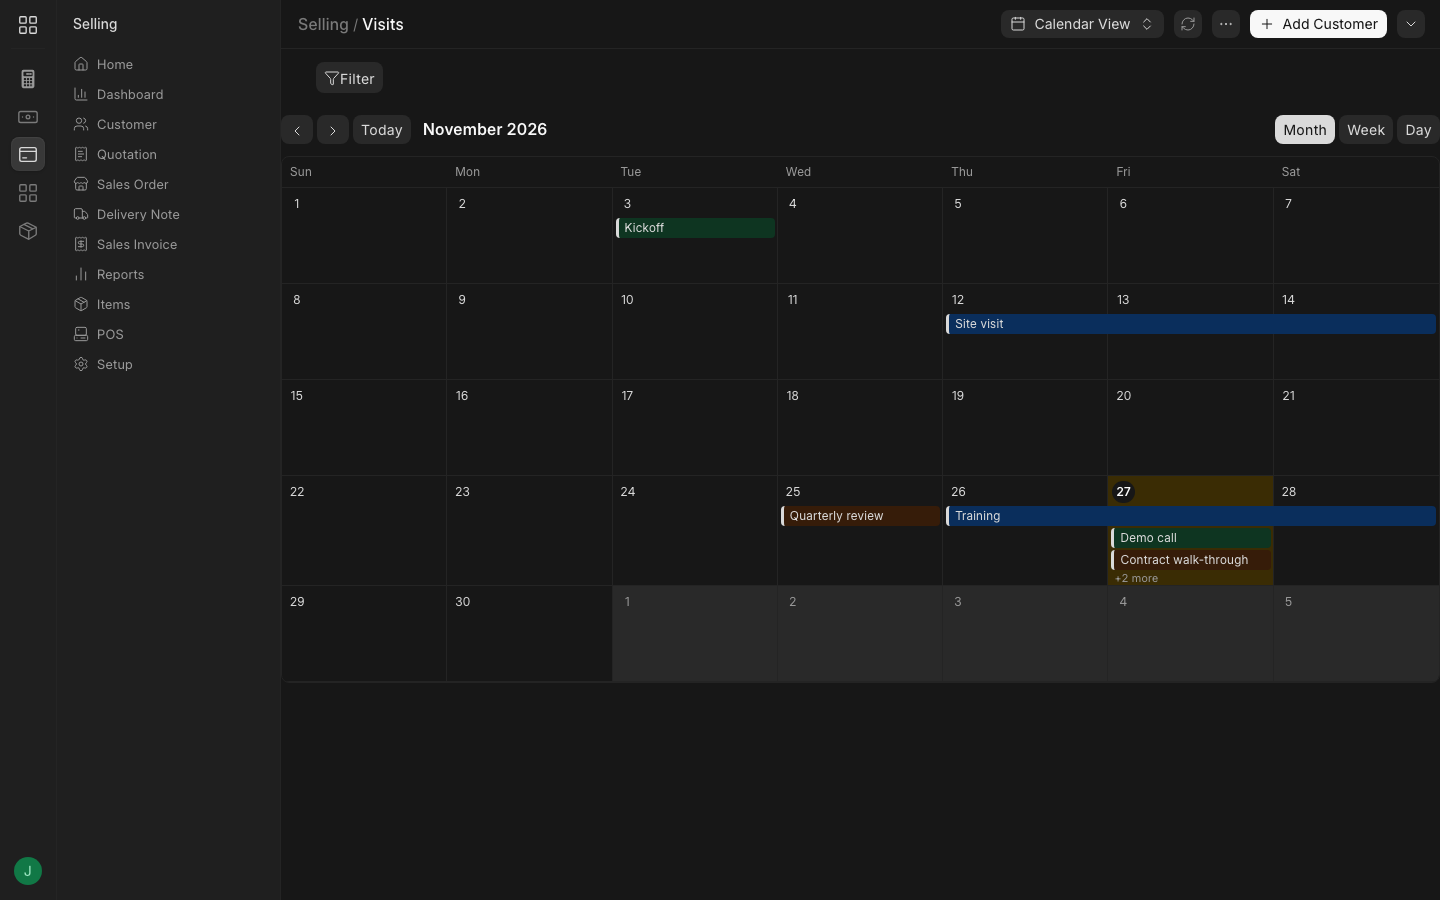 Selling
Home
Dashboard
Customer
Quotation
Sales Order
Delivery Note
Sales Invoice
Reports
Items
POS
Setup
J
Selling / Visits
Calendar View
Add Customer
Filter
Today
November 2026
Month
Week
Day
Sun Mon Tue Wed Thu Fri Sat
1 2 3 4 5 6 7
Kickoff
8 9 10 11 12 13 14
Site visit
15 16 17 18 19 20 21
22 23 24 25 26 27 28
Quarterly review
Training
Demo call
Contract walk-through
+2 more
29 30 1 2 3 4 5